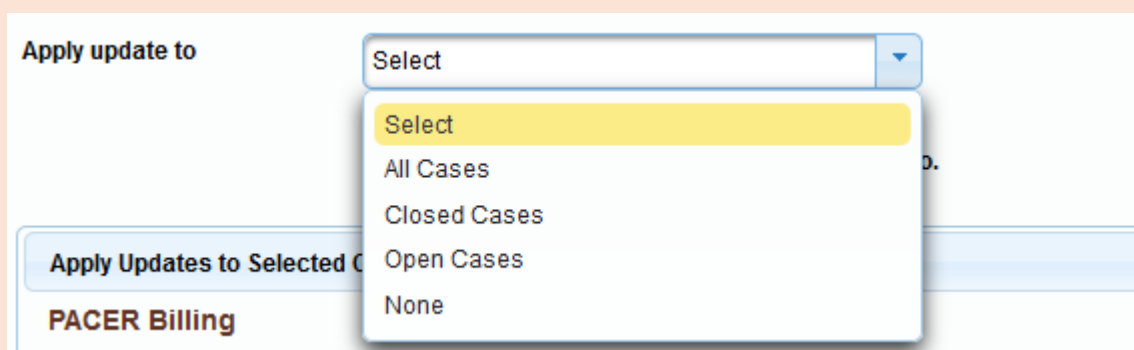 Apply update to
Select
Select
All Cases
o.
Closed Cases
Apply Updates to Selected
Open Cases
PACER Billing
None